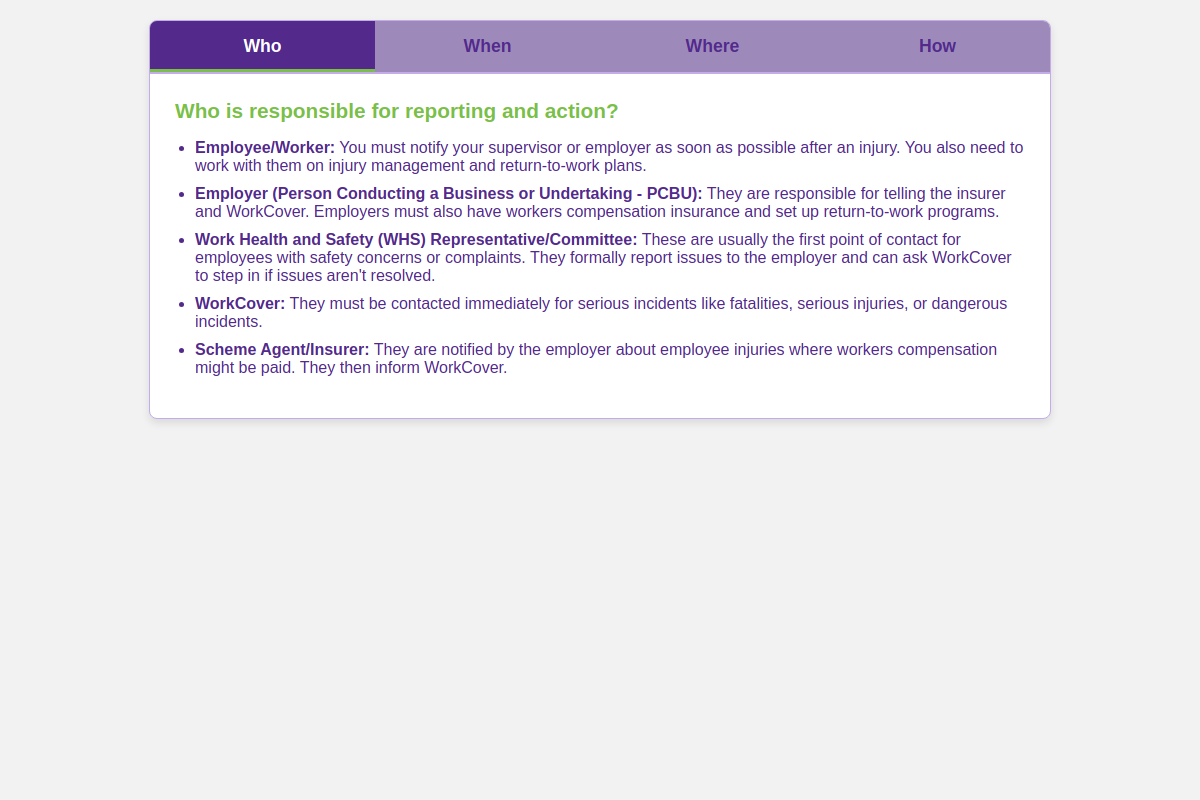 Who
When
Where
How
Who is responsible for reporting and action?
Employee/Worker: You must notify your supervisor or employer as soon as possible after an injury. You also need to
work with them on injury management and return-to-work plans.
Employer (Person Conducting a Business or Undertaking - PCBU): They are responsible for telling the insurer
and WorkCover. Employers must also have workers compensation insurance and set up return-to-work programs.
Work Health and Safety (WHS) Representative/Committee: These are usually the first point of contact for
employees with safety concerns or complaints. They formally report issues to the employer and can ask WorkCover
to step in if issues aren't resolved.
WorkCover: They must be contacted immediately for serious incidents like fatalities, serious injuries, or dangerous
incidents.
Scheme Agent/Insurer: They are notified by the employer about employee injuries where workers compensation
might be paid. They then inform WorkCover.